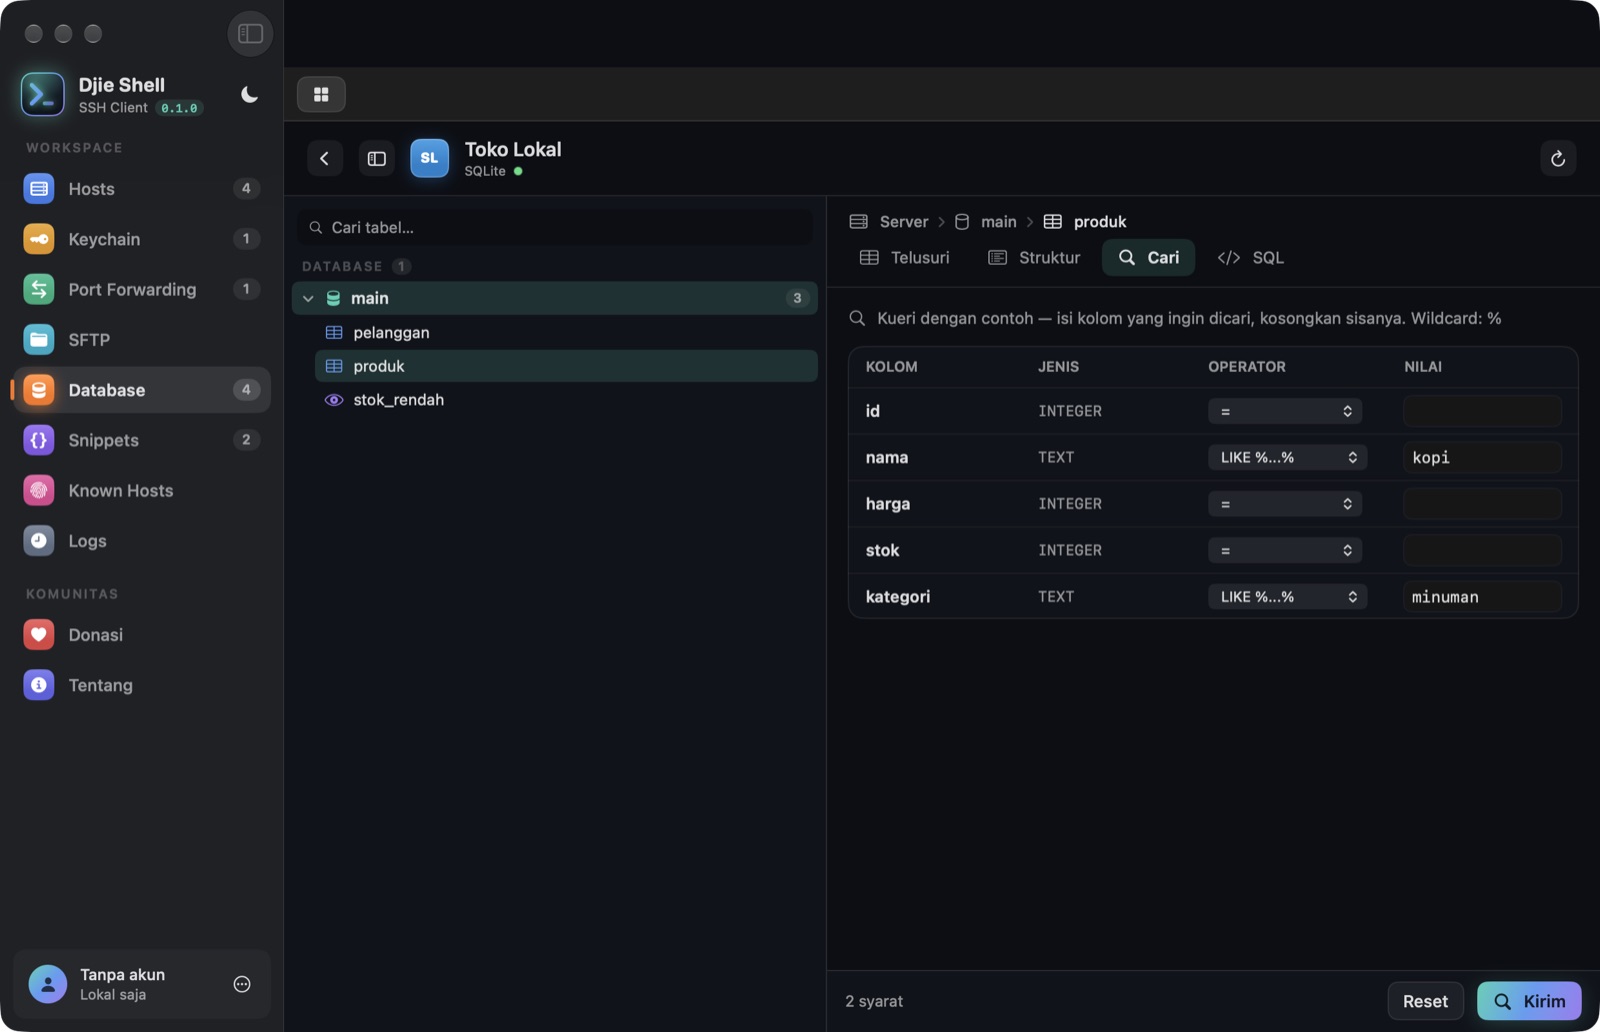 Djie Shell
SSH Client 0.1.0
WORKSPACE
Hosts 4
Keychain 1
Port Forwarding 1
SFTP
Database 4
Snippets 2
Known Hosts
Logs
KOMUNITAS
Donasi
Tentang
Tanpa akun
Lokal saja
SL
Toko Lokal
SQLite
Cari tabel...
DATABASE 1
main 3
pelanggan
produk
stok_rendah
Server > main > produk
Telusuri Struktur Cari </> SQL
Kueri dengan contoh — isi kolom yang ingin dicari, kosongkan sisanya. Wildcard: %
KOLOM JENIS OPERATOR NILAI
id INTEGER =
nama TEXT LIKE %...% kopi
harga INTEGER =
stok INTEGER =
kategori TEXT LIKE %...% minuman
2 syarat
Reset Kirim